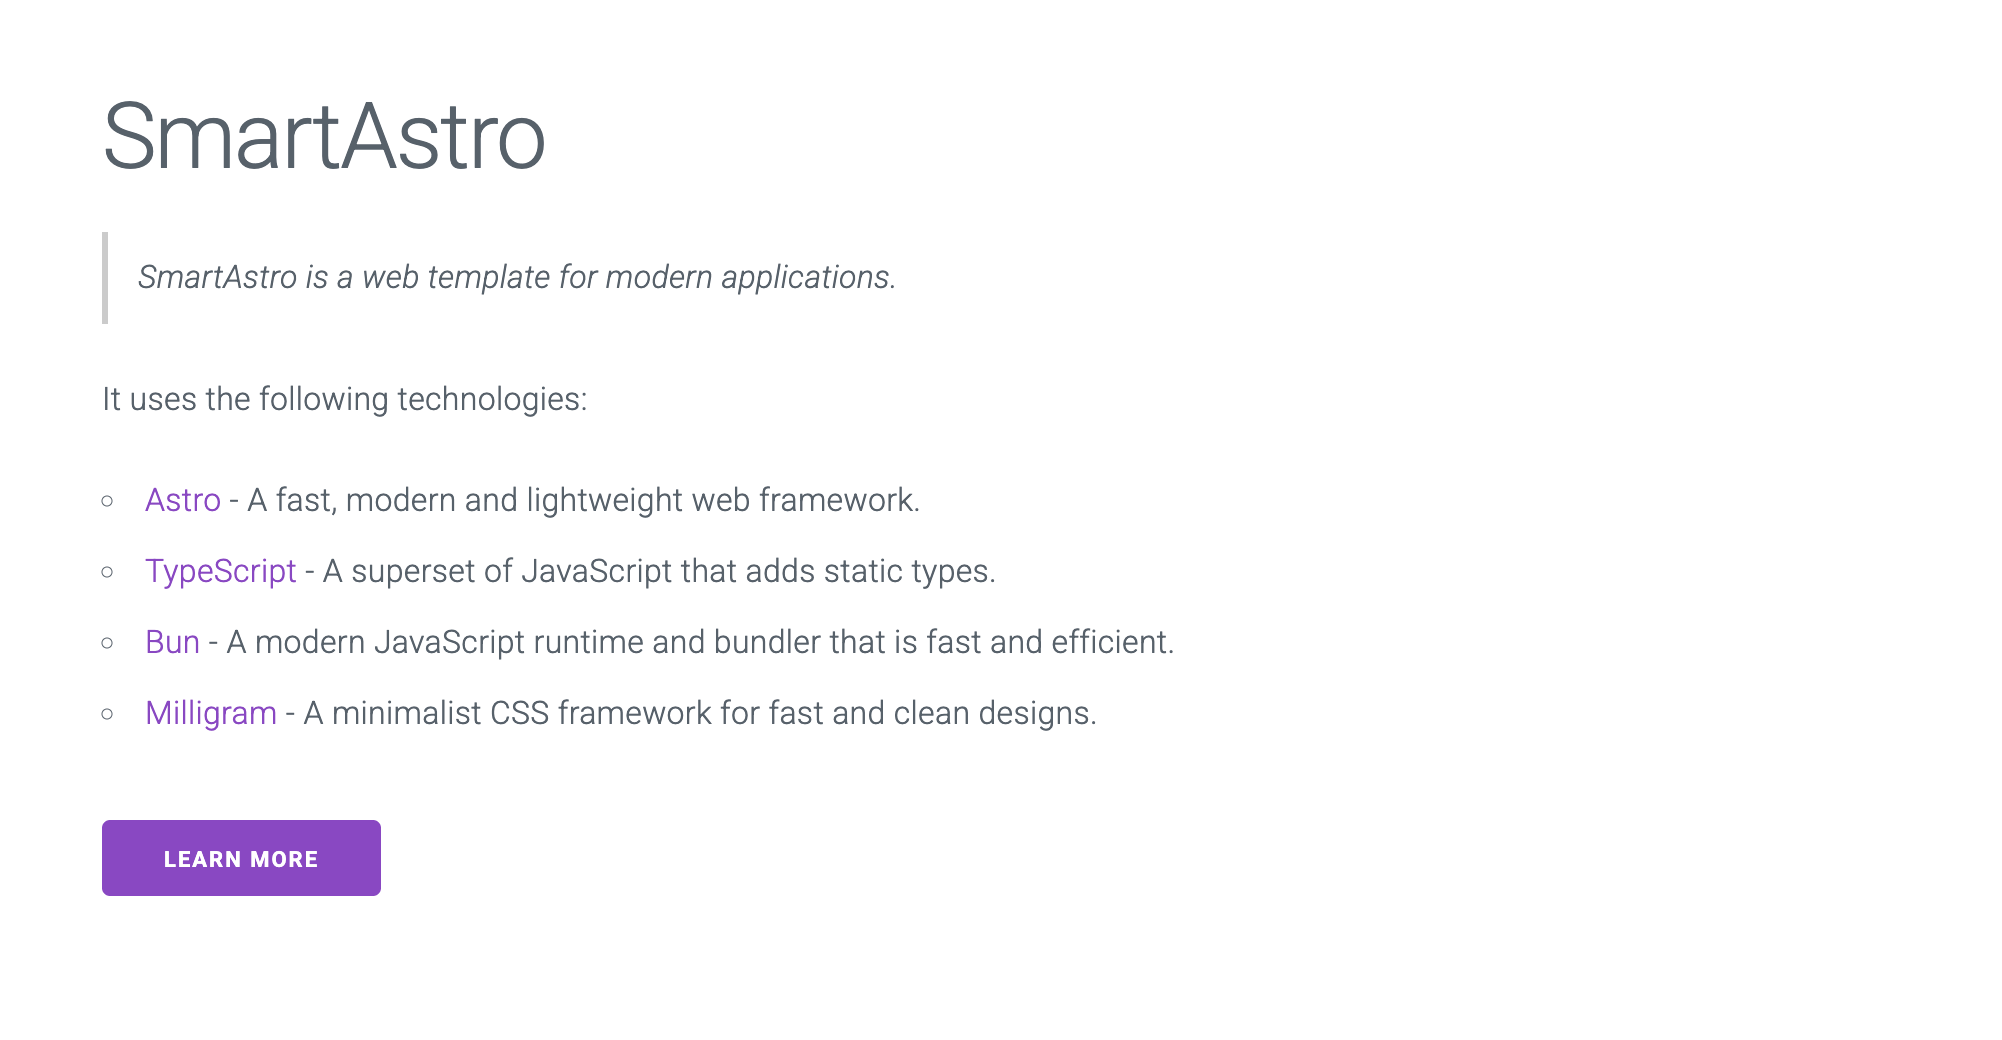 SmartAstro
SmartAstro is a web template for modern applications.
It uses the following technologies:
Astro - A fast, modern and lightweight web framework.
TypeScript - A superset of JavaScript that adds static types.
Bun - A modern JavaScript runtime and bundler that is fast and efficient.
Milligram - A minimalist CSS framework for fast and clean designs.
LEARN MORE